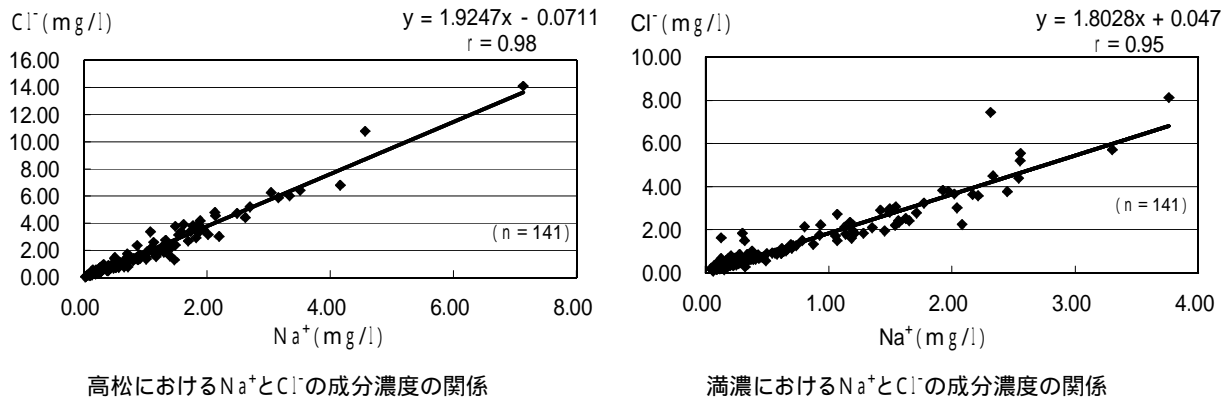 Cl⁻(mg/l)
y = 1.9247x - 0.0711
r = 0.98
16.00
14.00
12.00
10.00
8.00
6.00
4.00
2.00
0.00
(n = 141)
0.00 2.00 4.00 6.00 8.00
Na⁺(mg/l)
高松におけるNa⁺とCl⁻の成分濃度の関係
Cl⁻(mg/l)
y = 1.8028x + 0.047
r = 0.95
10.00
8.00
6.00
4.00
2.00
0.00
(n = 141)
0.00 1.00 2.00 3.00 4.00
Na⁺(mg/l)
満濃におけるNa⁺とCl⁻の成分濃度の関係